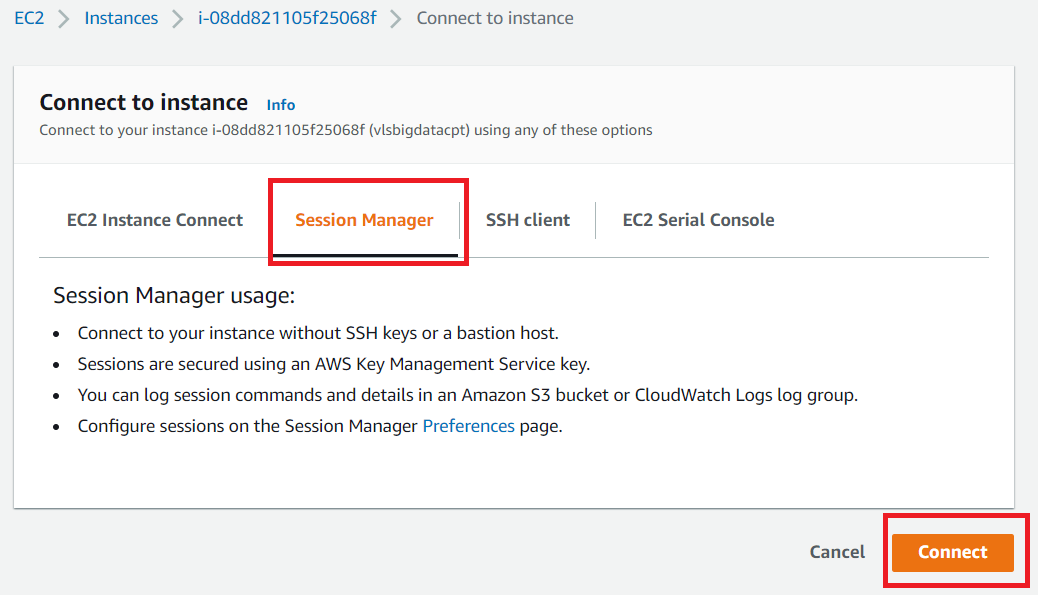 EC2 > Instances > i-08dd821105f25068f > Connect to instance
Connect to instance Info
Connect to your instance i-08dd821105f25068f (vlsbigdatacpt) using any of these options
EC2 Instance Connect Session Manager SSH client EC2 Serial Console
Session Manager usage:
• Connect to your instance without SSH keys or a bastion host.
• Sessions are secured using an AWS Key Management Service key.
• You can log session commands and details in an Amazon S3 bucket or CloudWatch Logs log group.
• Configure sessions on the Session Manager Preferences page.
Cancel Connect